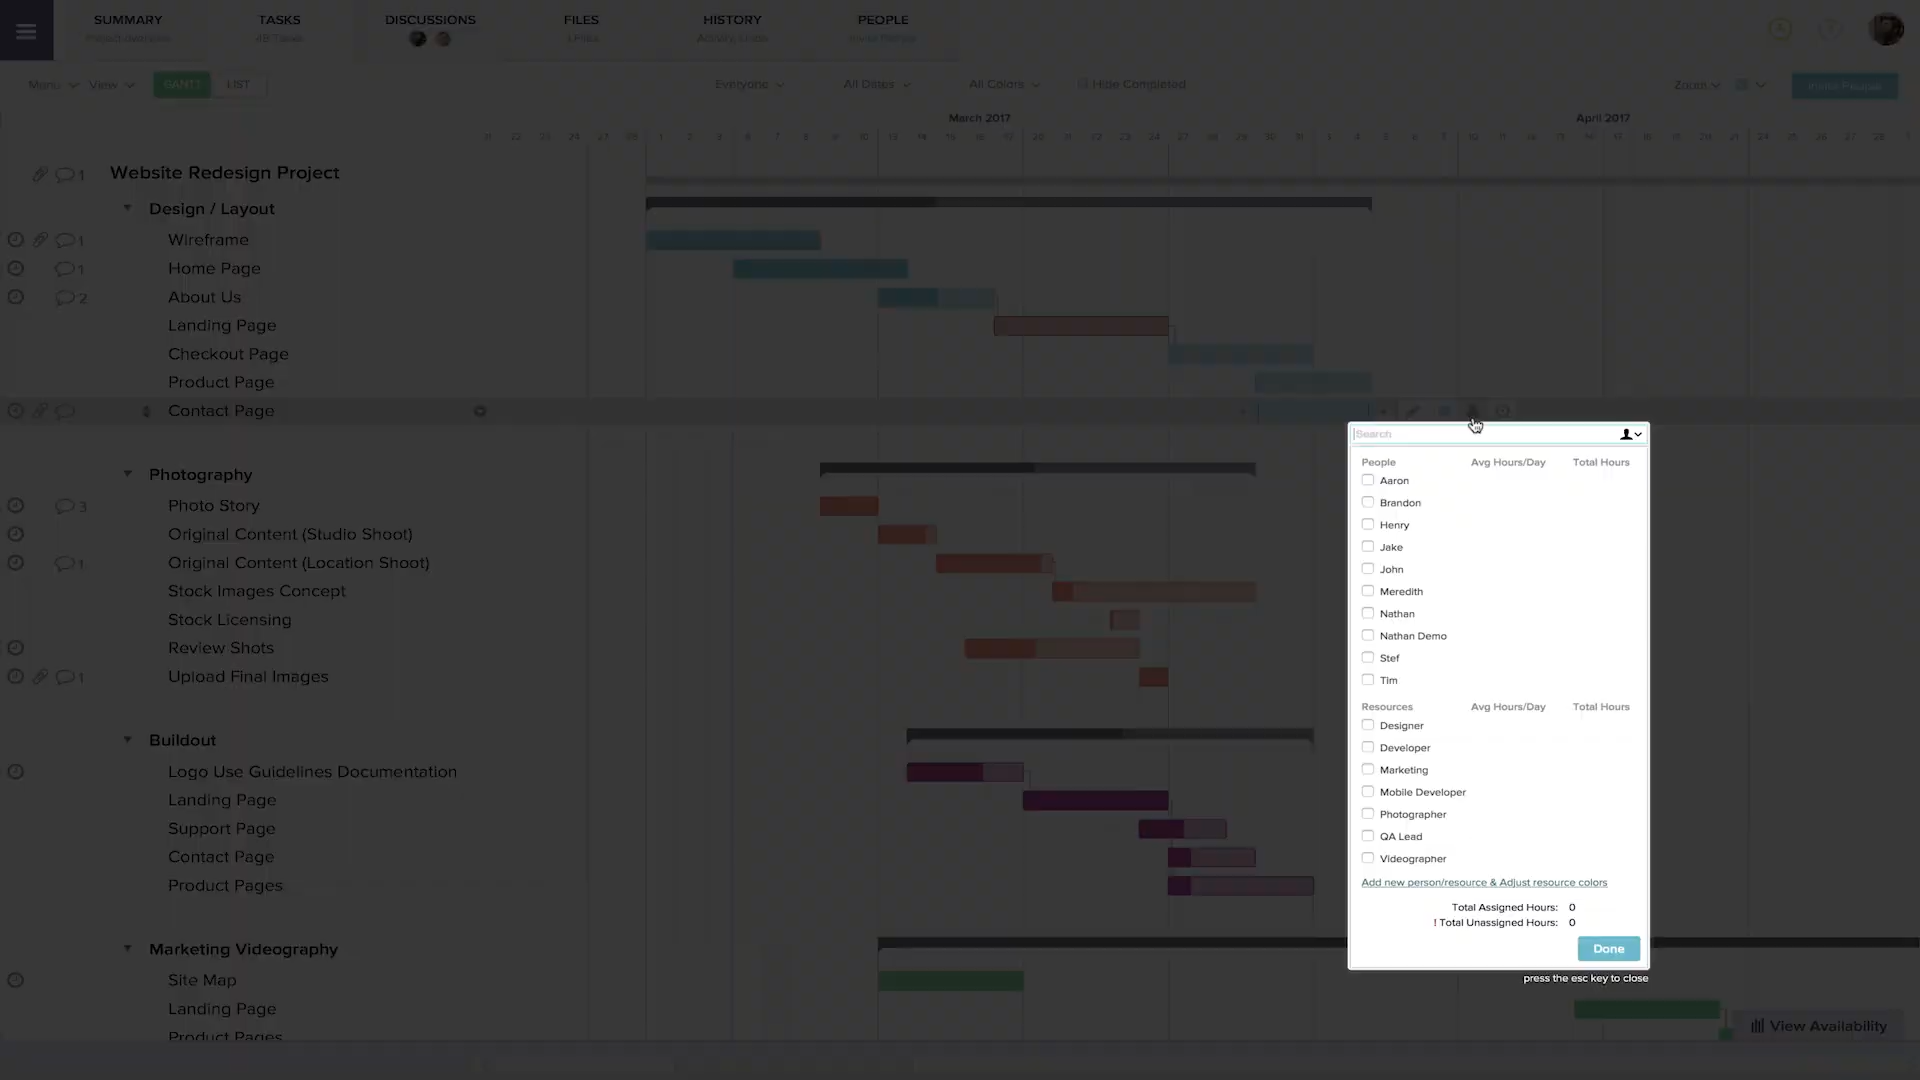 SUMMARY TASKS DISCUSSIONS FILES HISTORY PEOPLE
Project overview
Menu View GANTT LIST Everyone All Dates All Colors Hide Completed Zoom Invite People
March 2017 April 2017
1 Website Redesign Project
Design / Layout
1 Wireframe
1 Home Page
2 About Us
Landing Page
Checkout Page
Product Page
Contact Page
Photography
3 Photo Story
Original Content (Studio Shoot)
1 Original Content (Location Shoot)
Stock Images Concept
Stock Licensing
Review Shots
1 Upload Final Images
Buildout
Logo Use Guidelines Documentation
Landing Page
Support Page
Contact Page
Product Pages
Marketing Videography
Site Map
Landing Page
Product Pages
Search
People Avg Hours/Day Total Hours
Aaron
Brandon
Henry
Jake
John
Meredith
Nathan
Nathan Demo
Stef
Tim
Resources Avg Hours/Day Total Hours
Designer
Developer
Marketing
Mobile Developer
Photographer
QA Lead
Videographer
Add new person/resource & Adjust resource colors
Total Assigned Hours: 0
! Total Unassigned Hours: 0
Done
press the esc key to close
View Availability